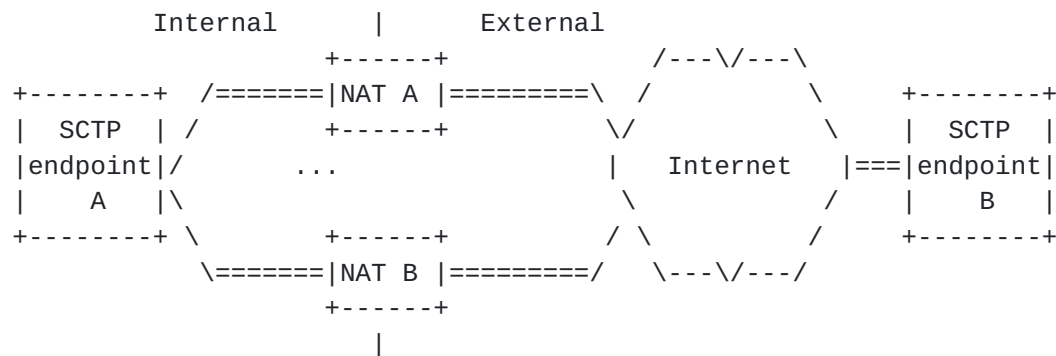 Internal | External
+------+ /---\/---\
+--------+ /=======|NAT A |=========\ / \ +--------+
| SCTP | / +------+ \/ \ | SCTP |
|endpoint|/ ... | Internet |===|endpoint|
| A |\ \ / | B |
+--------+ \ +------+ / \ / +--------+
\=======|NAT B |=========/ \---\/---/
+------+
|